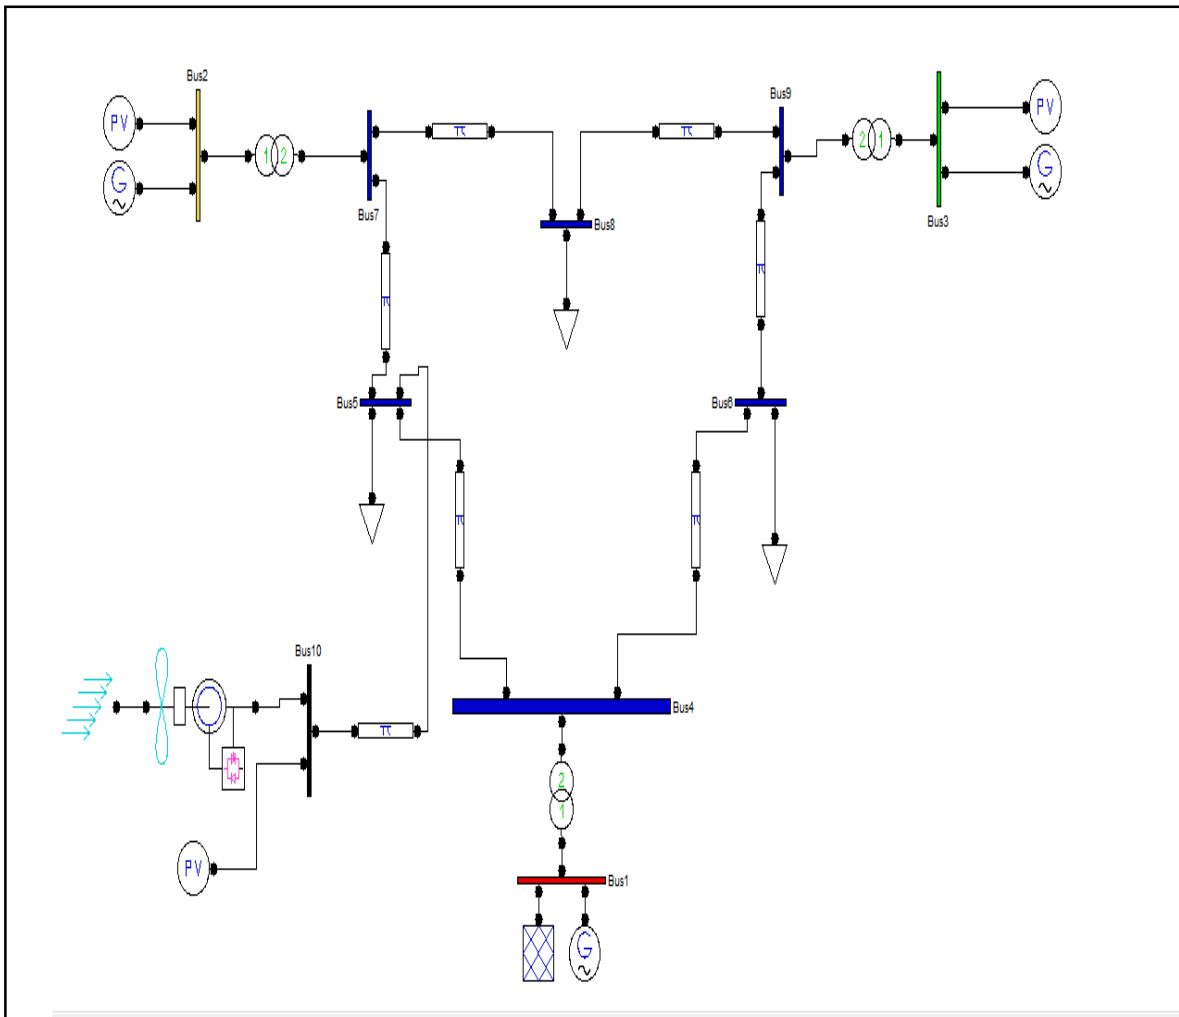 Bus2
Bus9
PV
PV
π
π
2 1
1 2
G
G
Bus7
Bus8
Bus3
π
π
Bus5
Bus6
π
π
Bus10
Bus4
π
2
1
PV
Bus1
G